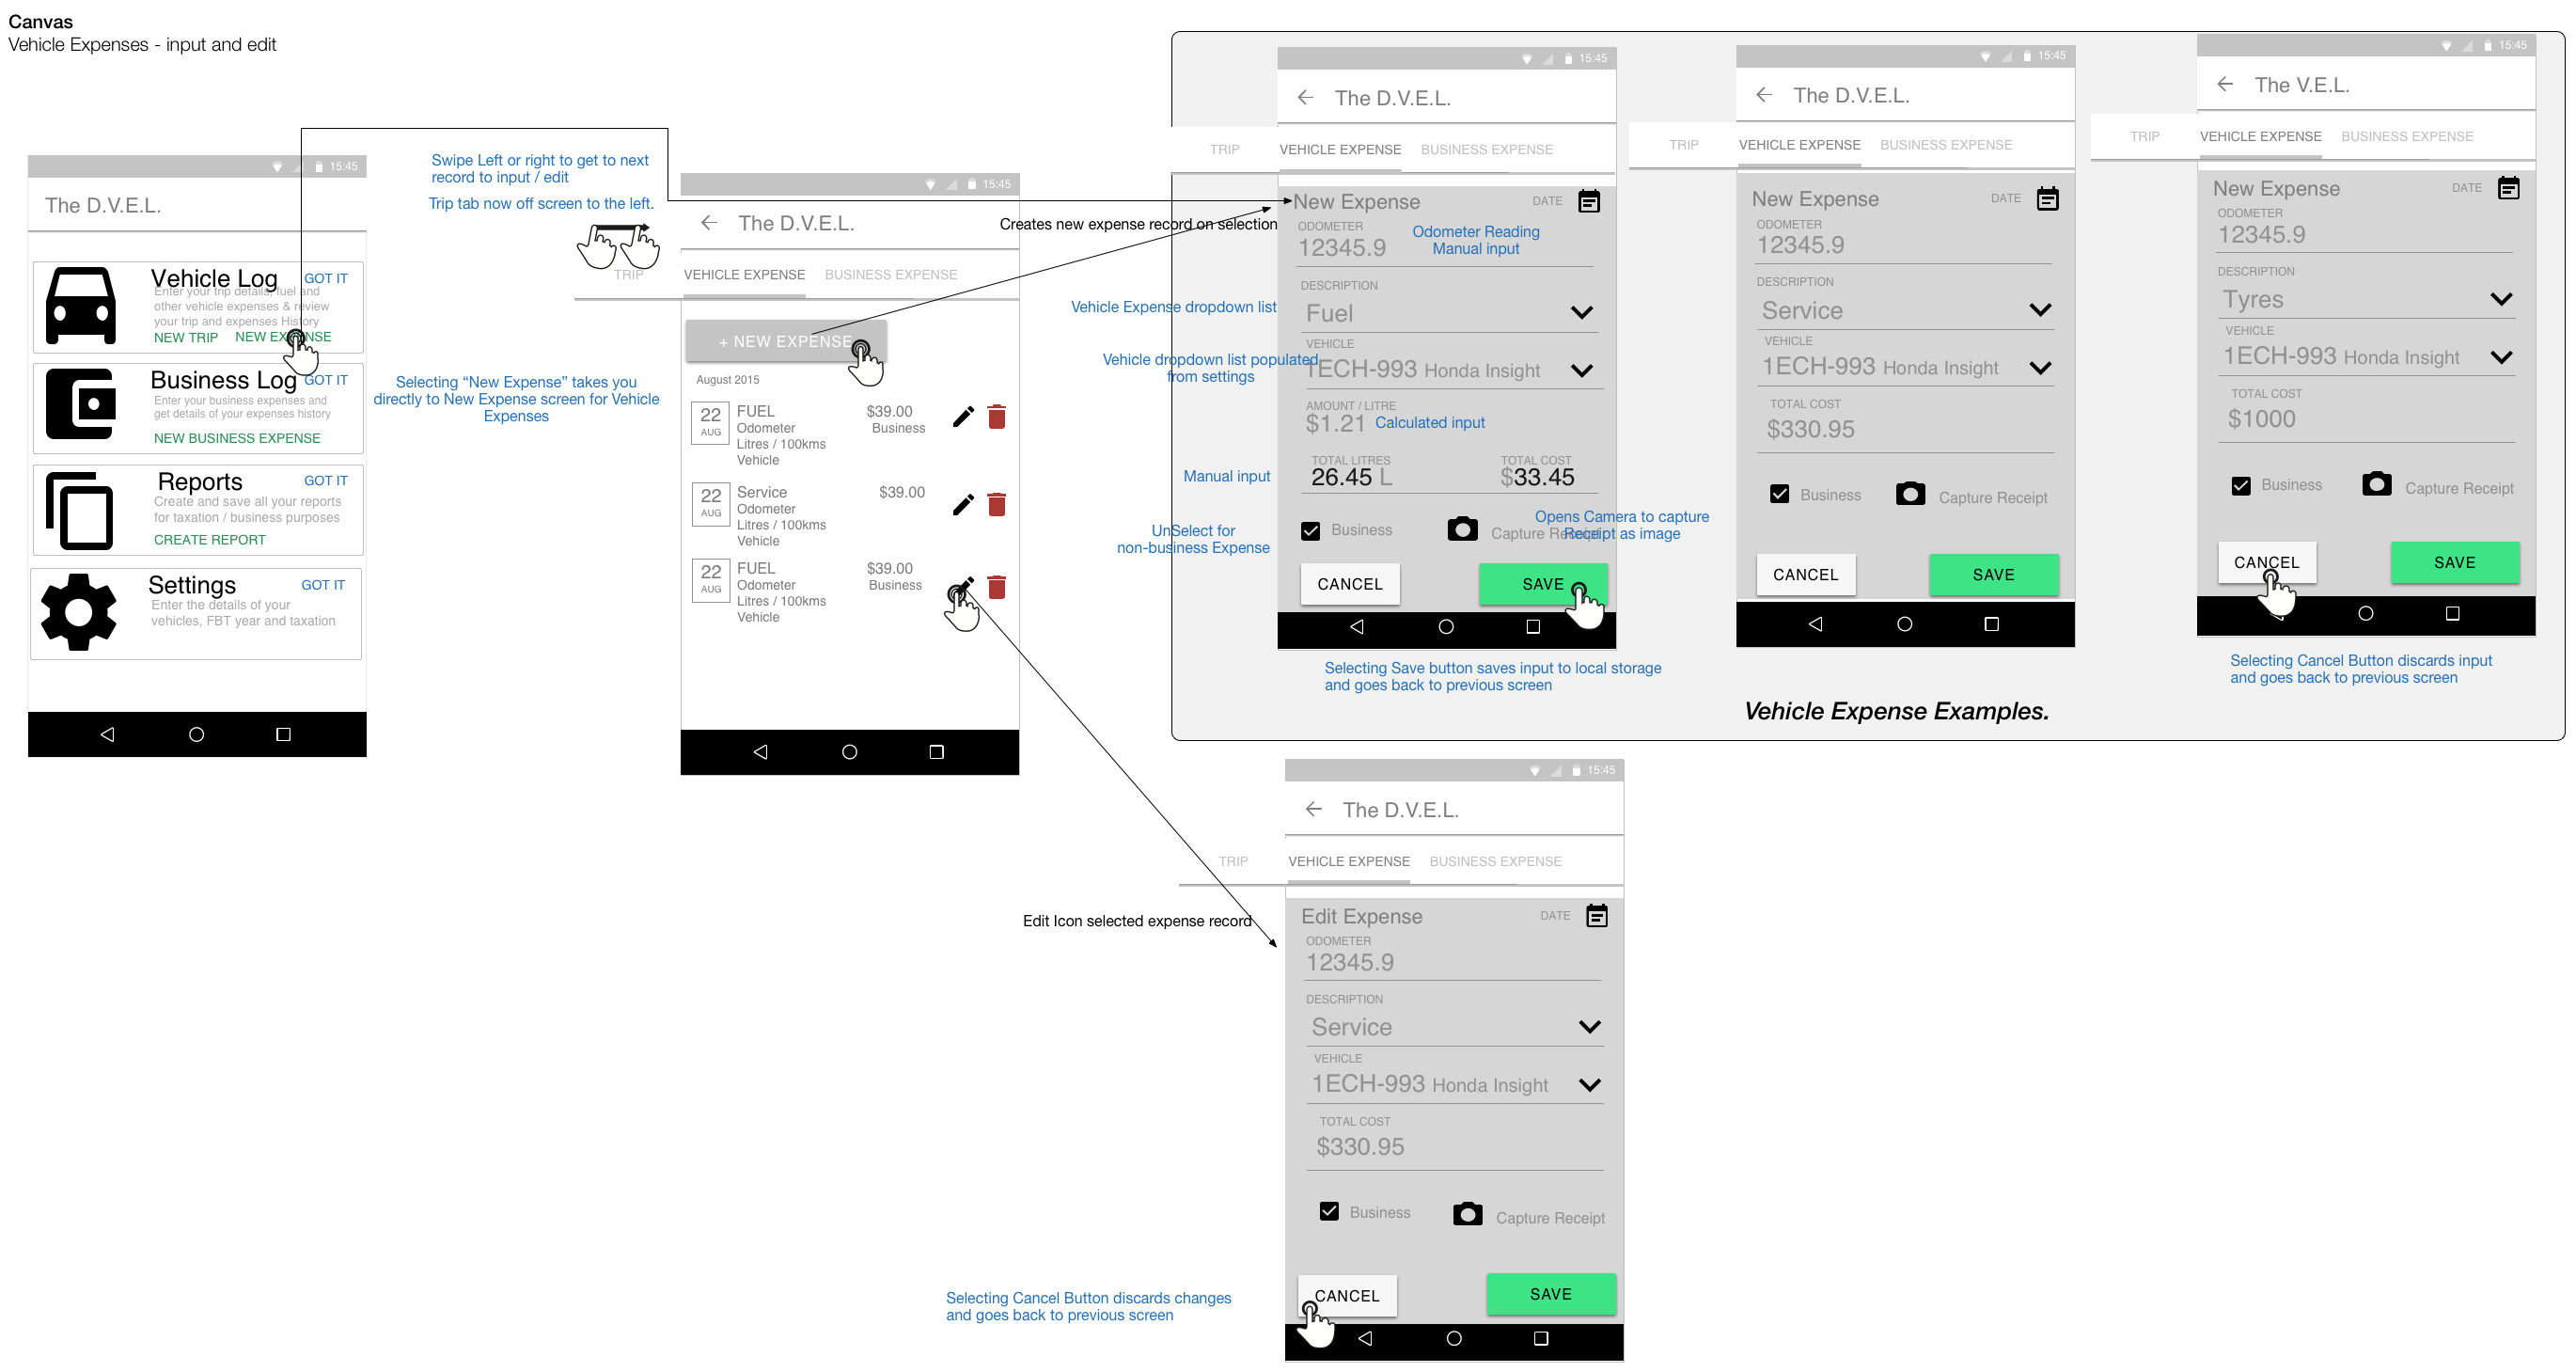 Canvas
Vehicle Expenses - input and edit
15:45
The D.V.E.L.
Vehicle Log
GOT IT
Enter your trip details, fuel and
other vehicle expenses & review
your trip and expenses History
NEW TRIP
NEW EXPENSE
Business Log
GOT IT
Enter your business expenses and
get details of your expenses history
NEW BUSINESS EXPENSE
Reports
GOT IT
Create and save all your reports
for taxation / business purposes
CREATE REPORT
Settings
GOT IT
Enter the details of your
vehicles, FBT year and taxation
Swipe Left or right to get to next
record to input / edit
Trip tab now off screen to the left.
Selecting “New Expense” takes you
directly to New Expense screen for Vehicle
Expenses
15:45
The D.V.E.L.
TRIP
VEHICLE EXPENSE
BUSINESS EXPENSE
+ NEW EXPENSE
August 2015
22
AUG
FUEL
Odometer
Litres / 100kms
Vehicle
$39.00
Business
22
AUG
Service
Odometer
Litres / 100kms
Vehicle
$39.00
22
AUG
FUEL
Odometer
Litres / 100kms
Vehicle
$39.00
Business
Creates new expense record on selection
15:45
The D.V.E.L.
TRIP
VEHICLE EXPENSE
BUSINESS EXPENSE
New Expense
DATE
ODOMETER
12345.9
Odometer Reading
Manual input
Vehicle Expense dropdown list
DESCRIPTION
Fuel
Vehicle dropdown list populated
from settings
VEHICLE
1ECH-993 Honda Insight
AMOUNT / LITRE
$1.21
Calculated input
Manual input
TOTAL LITRES
26.45 L
TOTAL COST
$33.45
UnSelect for
non-business Expense
Business
Capture Receipt
Opens Camera to capture
Receipt as image
CANCEL
SAVE
Selecting Save button saves input to local storage
and goes back to previous screen
15:45
The D.V.E.L.
TRIP
VEHICLE EXPENSE
BUSINESS EXPENSE
New Expense
DATE
ODOMETER
12345.9
DESCRIPTION
Service
VEHICLE
1ECH-993 Honda Insight
TOTAL COST
$330.95
Business
Capture Receipt
CANCEL
SAVE
15:45
The V.E.L.
TRIP
VEHICLE EXPENSE
BUSINESS EXPENSE
New Expense
DATE
ODOMETER
12345.9
DESCRIPTION
Tyres
VEHICLE
1ECH-993 Honda Insight
TOTAL COST
$1000
Business
Capture Receipt
CANCEL
SAVE
Selecting Cancel Button discards input
and goes back to previous screen
Vehicle Expense Examples.
15:45
The D.V.E.L.
TRIP
VEHICLE EXPENSE
BUSINESS EXPENSE
Edit Icon selected expense record
Edit Expense
DATE
ODOMETER
12345.9
DESCRIPTION
Service
VEHICLE
1ECH-993 Honda Insight
TOTAL COST
$330.95
Business
Capture Receipt
Selecting Cancel Button discards changes
and goes back to previous screen
CANCEL
SAVE